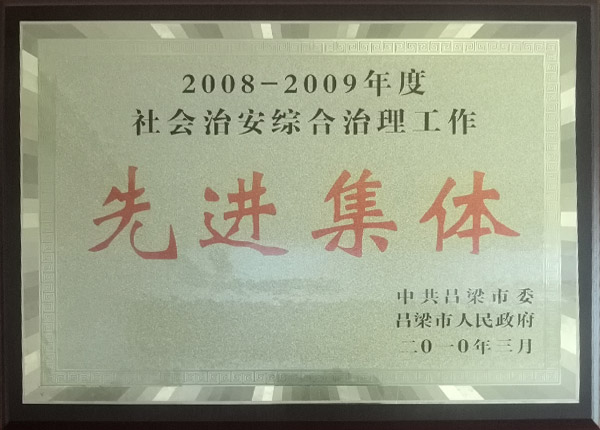 2008-2009年度
社会治安综合治理工作
先进集体
中共吕梁市委
吕梁市人民政府
二0一0年三月